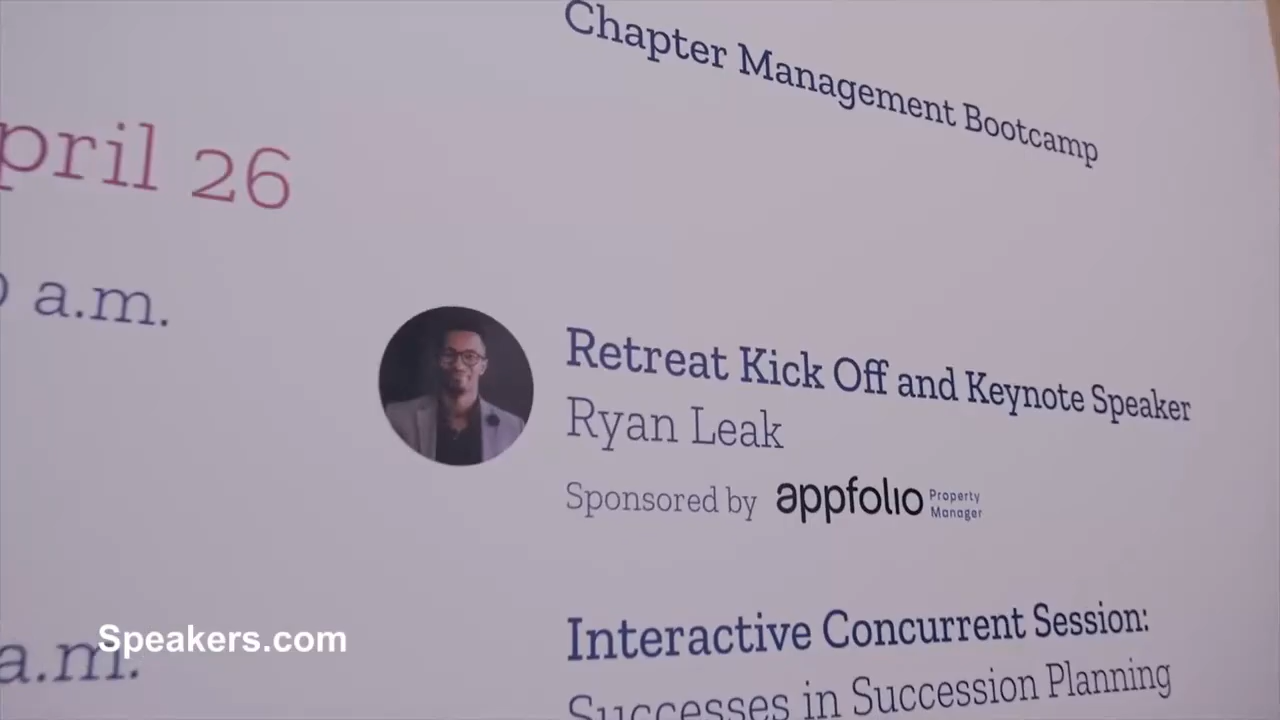 Chapter Management Bootcamp
pril 26
a.m.
Retreat Kick Off and Keynote Speaker
Ryan Leak
Sponsored by appfolio Property Manager
Interactive Concurrent Session:
a.m.
Speakers.com
Successes in Succession Planning